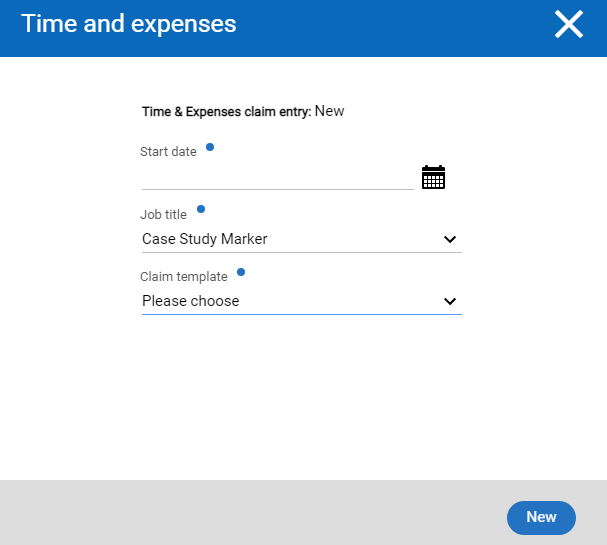 Time and expenses
Time & Expenses claim entry: New
Start date
Job title
Case Study Marker
Claim template
Please choose
New